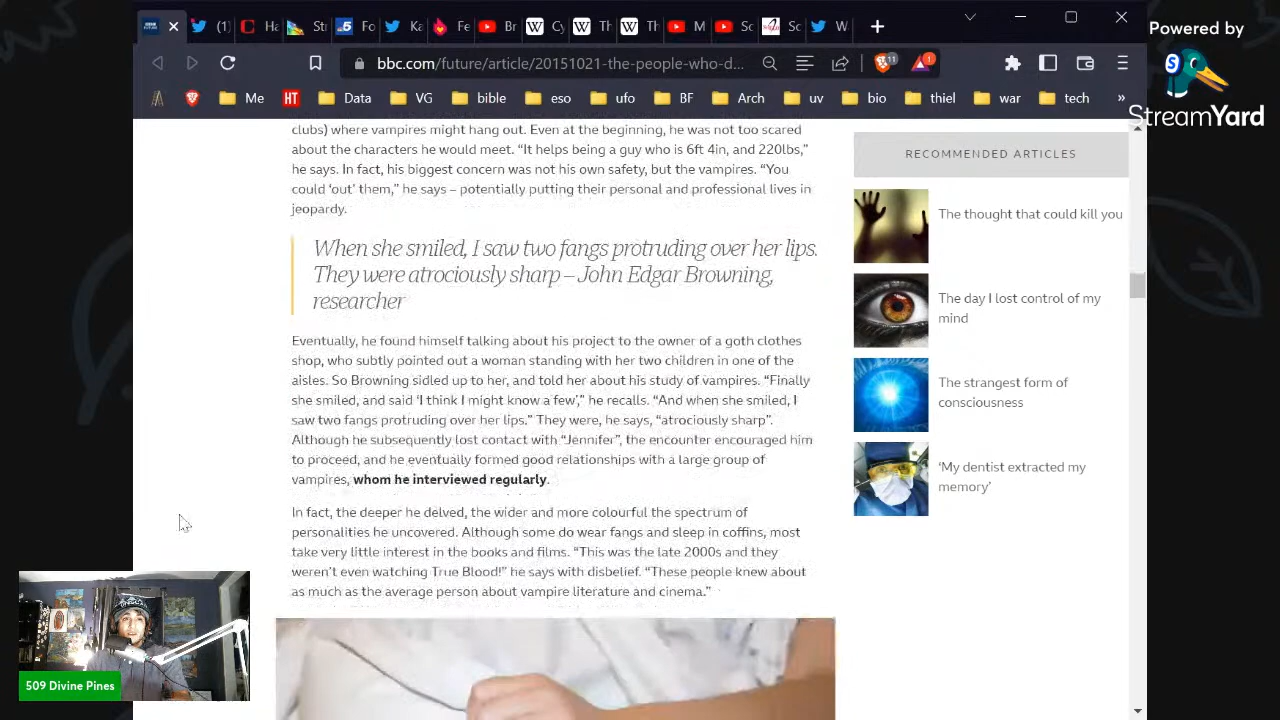 (1
Ha
Str
Fo
Ka
Fe
Br
Cy
Th
Th
M
Sc
Sc
W
Powered by
StreamYard
bbc.com/future/article/20151021-the-people-who-d...
11
1
Me
HT
Data
VG
bible
eso
ufo
BF
Arch
uv
bio
thiel
war
tech
»
clubs) where vampires might hang out. Even at the beginning, he was not too scared
about the characters he would meet. “It helps being a guy who is 6ft 4in, and 220lbs,”
he says. In fact, his biggest concern was not his own safety, but the vampires. “You
could ‘out’ them,” he says – potentially putting their personal and professional lives in
jeopardy.
When she smiled, I saw two fangs protruding over her lips.
They were atrociously sharp – John Edgar Browning,
researcher
Eventually, he found himself talking about his project to the owner of a goth clothes
shop, who subtly pointed out a woman standing with her two children in one of the
aisles. So Browning sidled up to her, and told her about his study of vampires. “Finally
she smiled, and said ‘I think I might know a few’,” he recalls. “And when she smiled, I
saw two fangs protruding over her lips.” They were, he says, “atrociously sharp”.
Although he subsequently lost contact with “Jennifer”, the encounter encouraged him
to proceed, and he eventually formed good relationships with a large group of
vampires, whom he interviewed regularly.
In fact, the deeper he delved, the wider and more colourful the spectrum of
personalities he uncovered. Although some do wear fangs and sleep in coffins, most
take very little interest in the books and films. “This was the late 2000s and they
weren’t even watching True Blood!” he says with disbelief. “These people knew about
as much as the average person about vampire literature and cinema.”
RECOMMENDED ARTICLES
The thought that could kill you
The day I lost control of my
mind
The strangest form of
consciousness
‘My dentist extracted my
memory’
509 Divine Pines